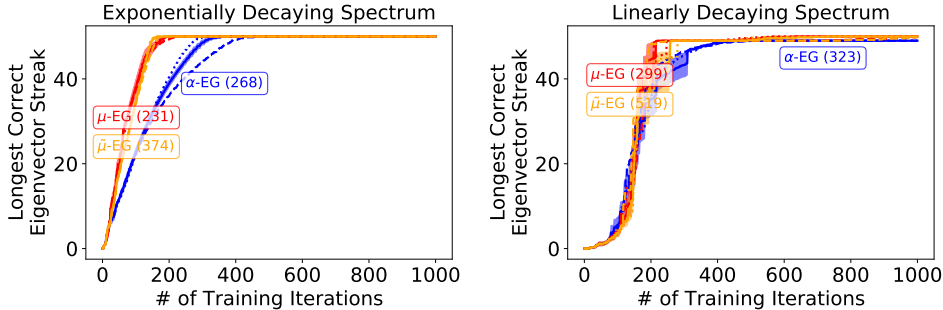 Exponentially Decaying Spectrum
Longest Correct
Eigenvector Streak
40
20
0
μ-EG (231)
μ̃-EG (374)
α-EG (268)
0 200 400 600 800 1000
# of Training Iterations
Linearly Decaying Spectrum
Longest Correct
Eigenvector Streak
40
20
0
μ-EG (299)
μ̃-EG (519)
α-EG (323)
0 200 400 600 800 1000
# of Training Iterations